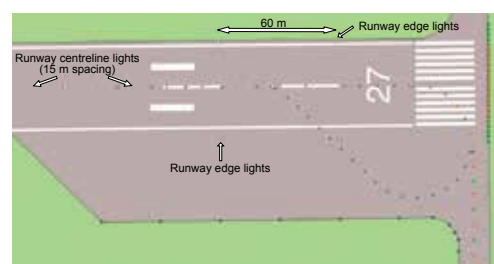 60 m
Runway edge lights
Runway centreline lights
(15 m spacing)
27
Runway edge lights